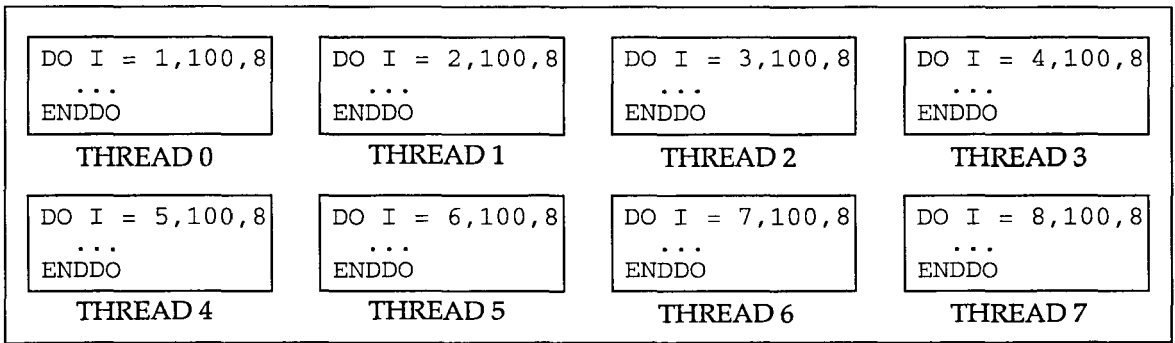 DO I = 1,100,8
...
ENDDO
THREAD 0
DO I = 2,100,8
...
ENDDO
THREAD 1
DO I = 3,100,8
...
ENDDO
THREAD 2
DO I = 4,100,8
...
ENDDO
THREAD 3
DO I = 5,100,8
...
ENDDO
THREAD 4
DO I = 6,100,8
...
ENDDO
THREAD 5
DO I = 7,100,8
...
ENDDO
THREAD 6
DO I = 8,100,8
...
ENDDO
THREAD 7